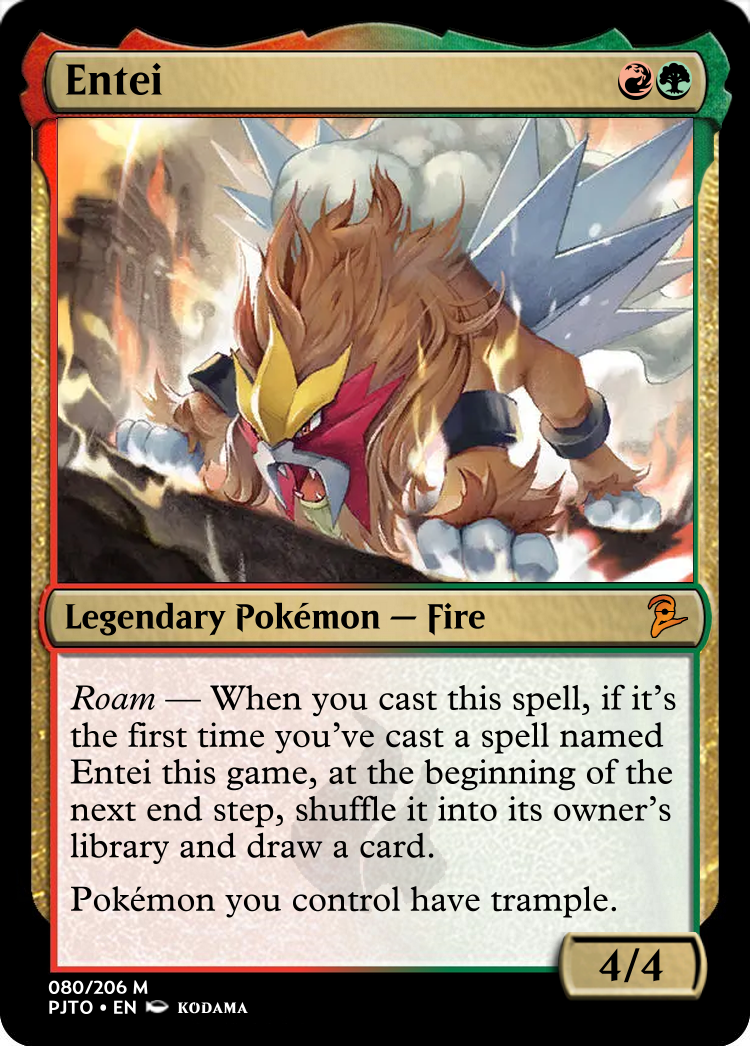 Entei
Legendary Pokémon — Fire
Roam — When you cast this spell, if it's
the first time you've cast a spell named
Entei this game, at the beginning of the
next end step, shuffle it into its owner's
library and draw a card.
Pokémon you control have trample.
4/4
080/206 M
PJTO • EN KODAMA